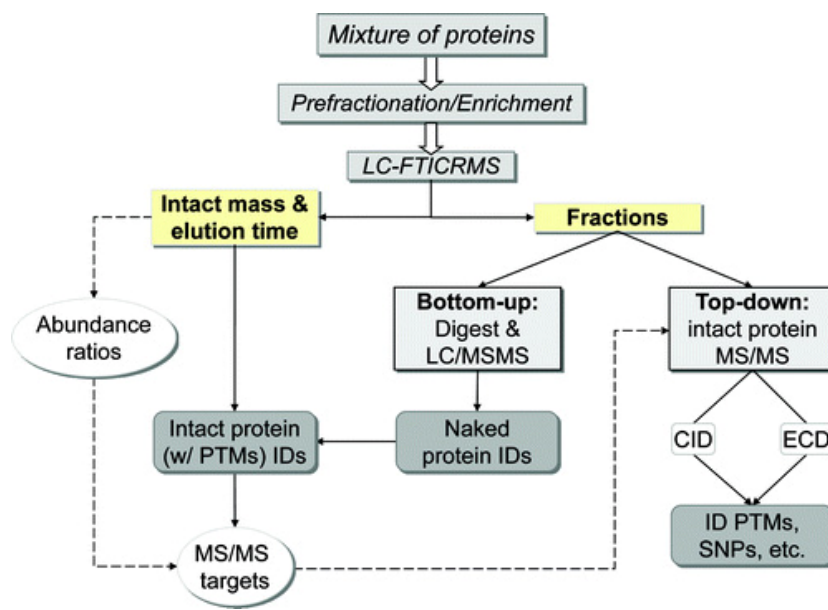 Mixture of proteins
Prefractionation/Enrichment
LC-FTICRMS
Intact mass &
elution time
Fractions
Abundance
ratios
Bottom-up:
Digest &
LC/MSMS
Top-down:
intact protein
MS/MS
Intact protein
(w/ PTMs) IDs
Naked
protein IDs
CID
ECD
MS/MS
targets
ID PTMs,
SNPs, etc.